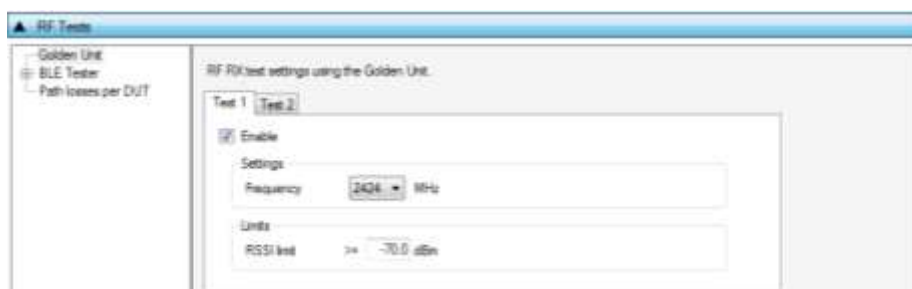 RF Tests
Golden Unit
BLE Tester
Path losses per DUT
RF RX test settings using the Golden Unit.
Test 1
Test 2
Enable
Settings
Frequency 2424 MHz
Limits
RSSI limit >= -70.0 dBm